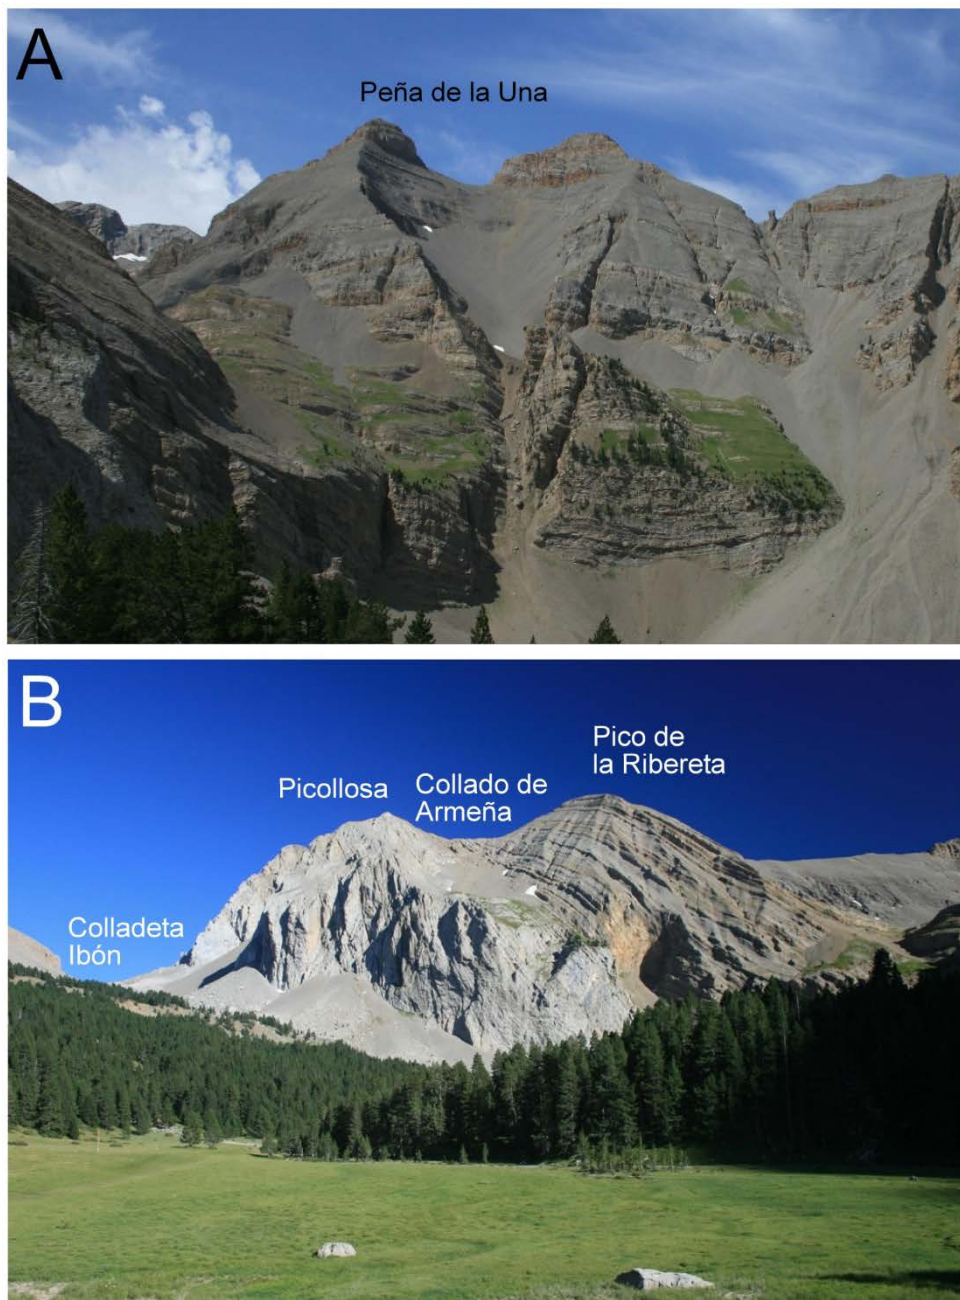 A
Peña de la Una
B
Pico de
la Ribereta
Picollosa
Collado de
Armeña
Colladeta
Ibón